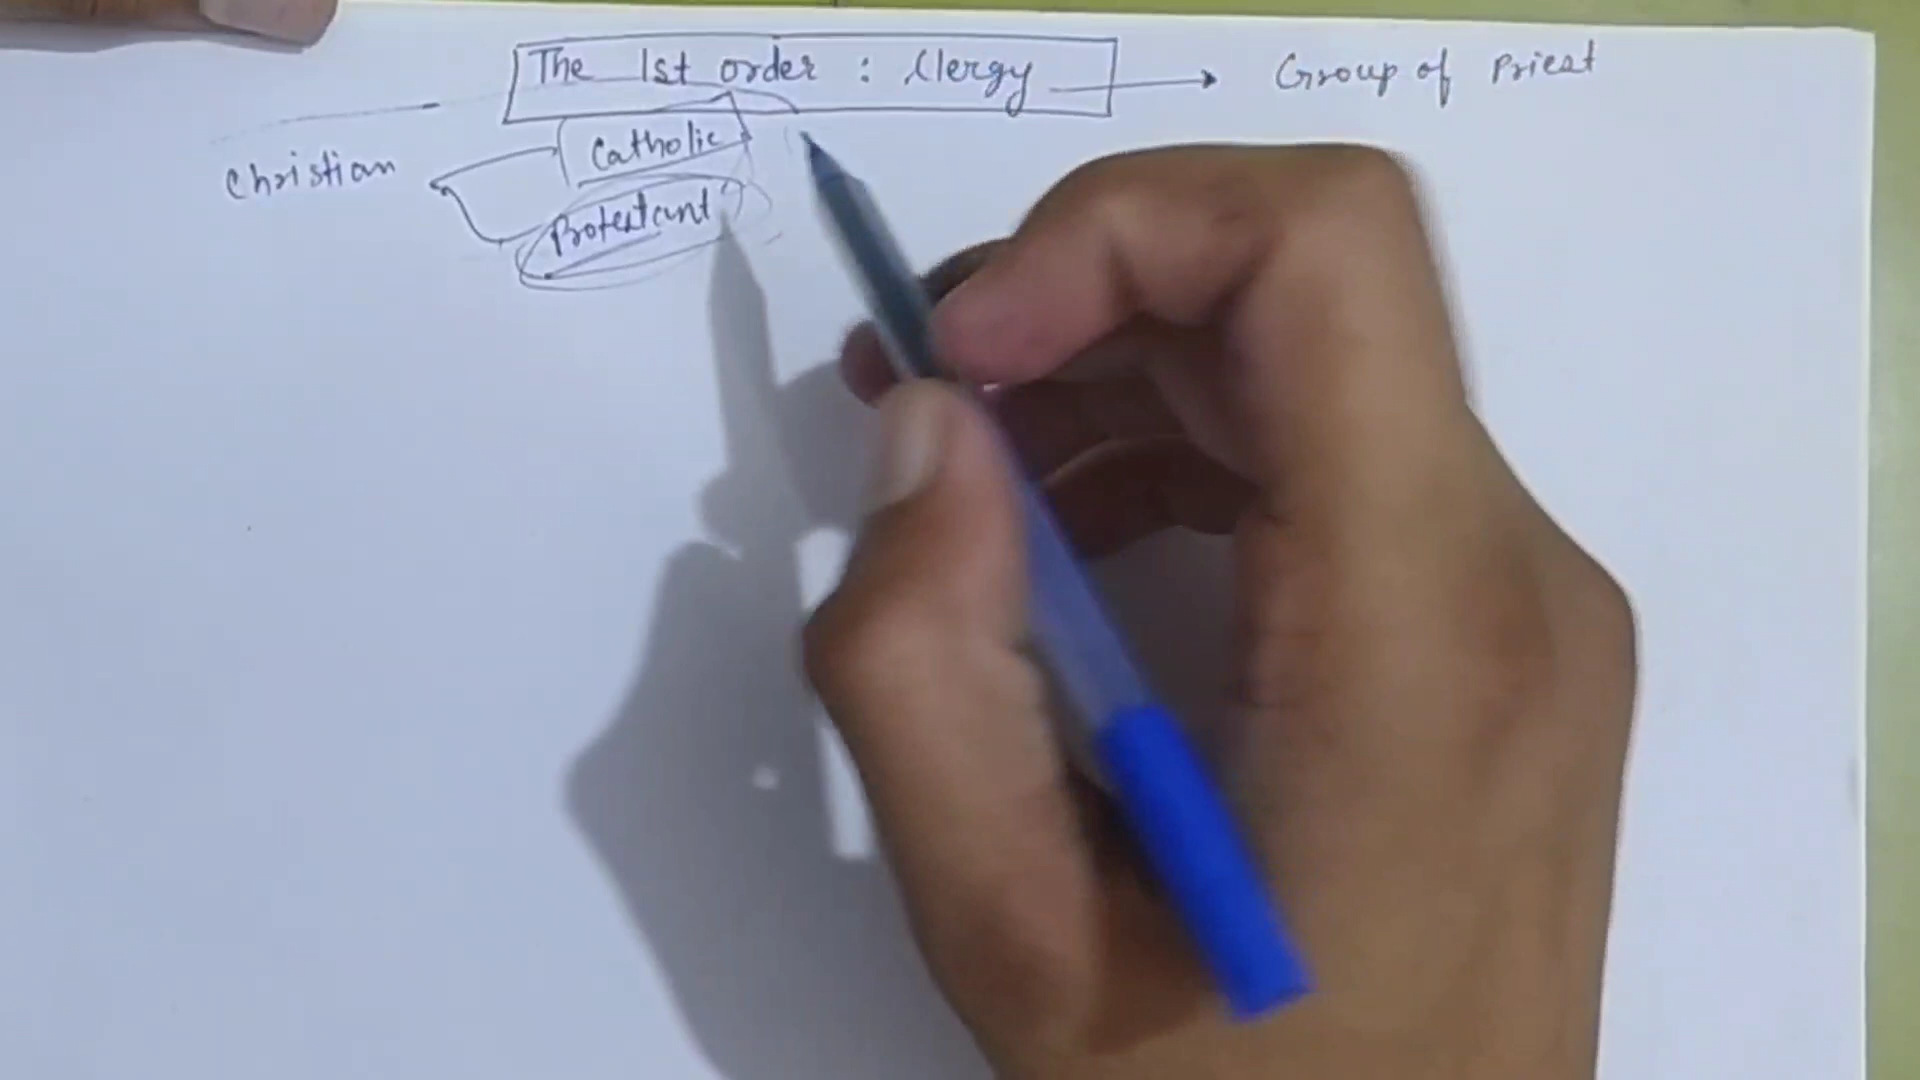 The 1st order : Clergy → Group of Priest
Catholic
Christian
Protestant